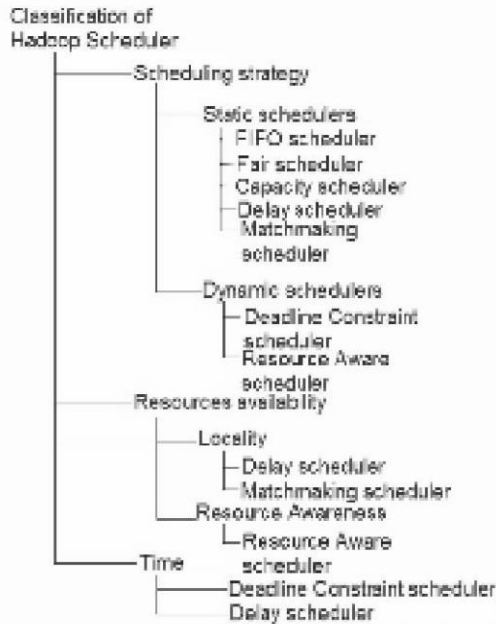 Classification of
Hadoop Scheduler
Scheduling strategy
Static schedulers
FIFO scheduler
Fair scheduler
Capacity scheduler
Delay scheduler
Matchmaking
scheduler
Dynamic schedulers
Deadline Constraint
scheduler
Resource Aware
scheduler
Resources availability
Locality
Delay scheduler
Matchmaking scheduler
Resource Awareness
Resource Aware
scheduler
Time
Deadline Constraint scheduler
Delay scheduler